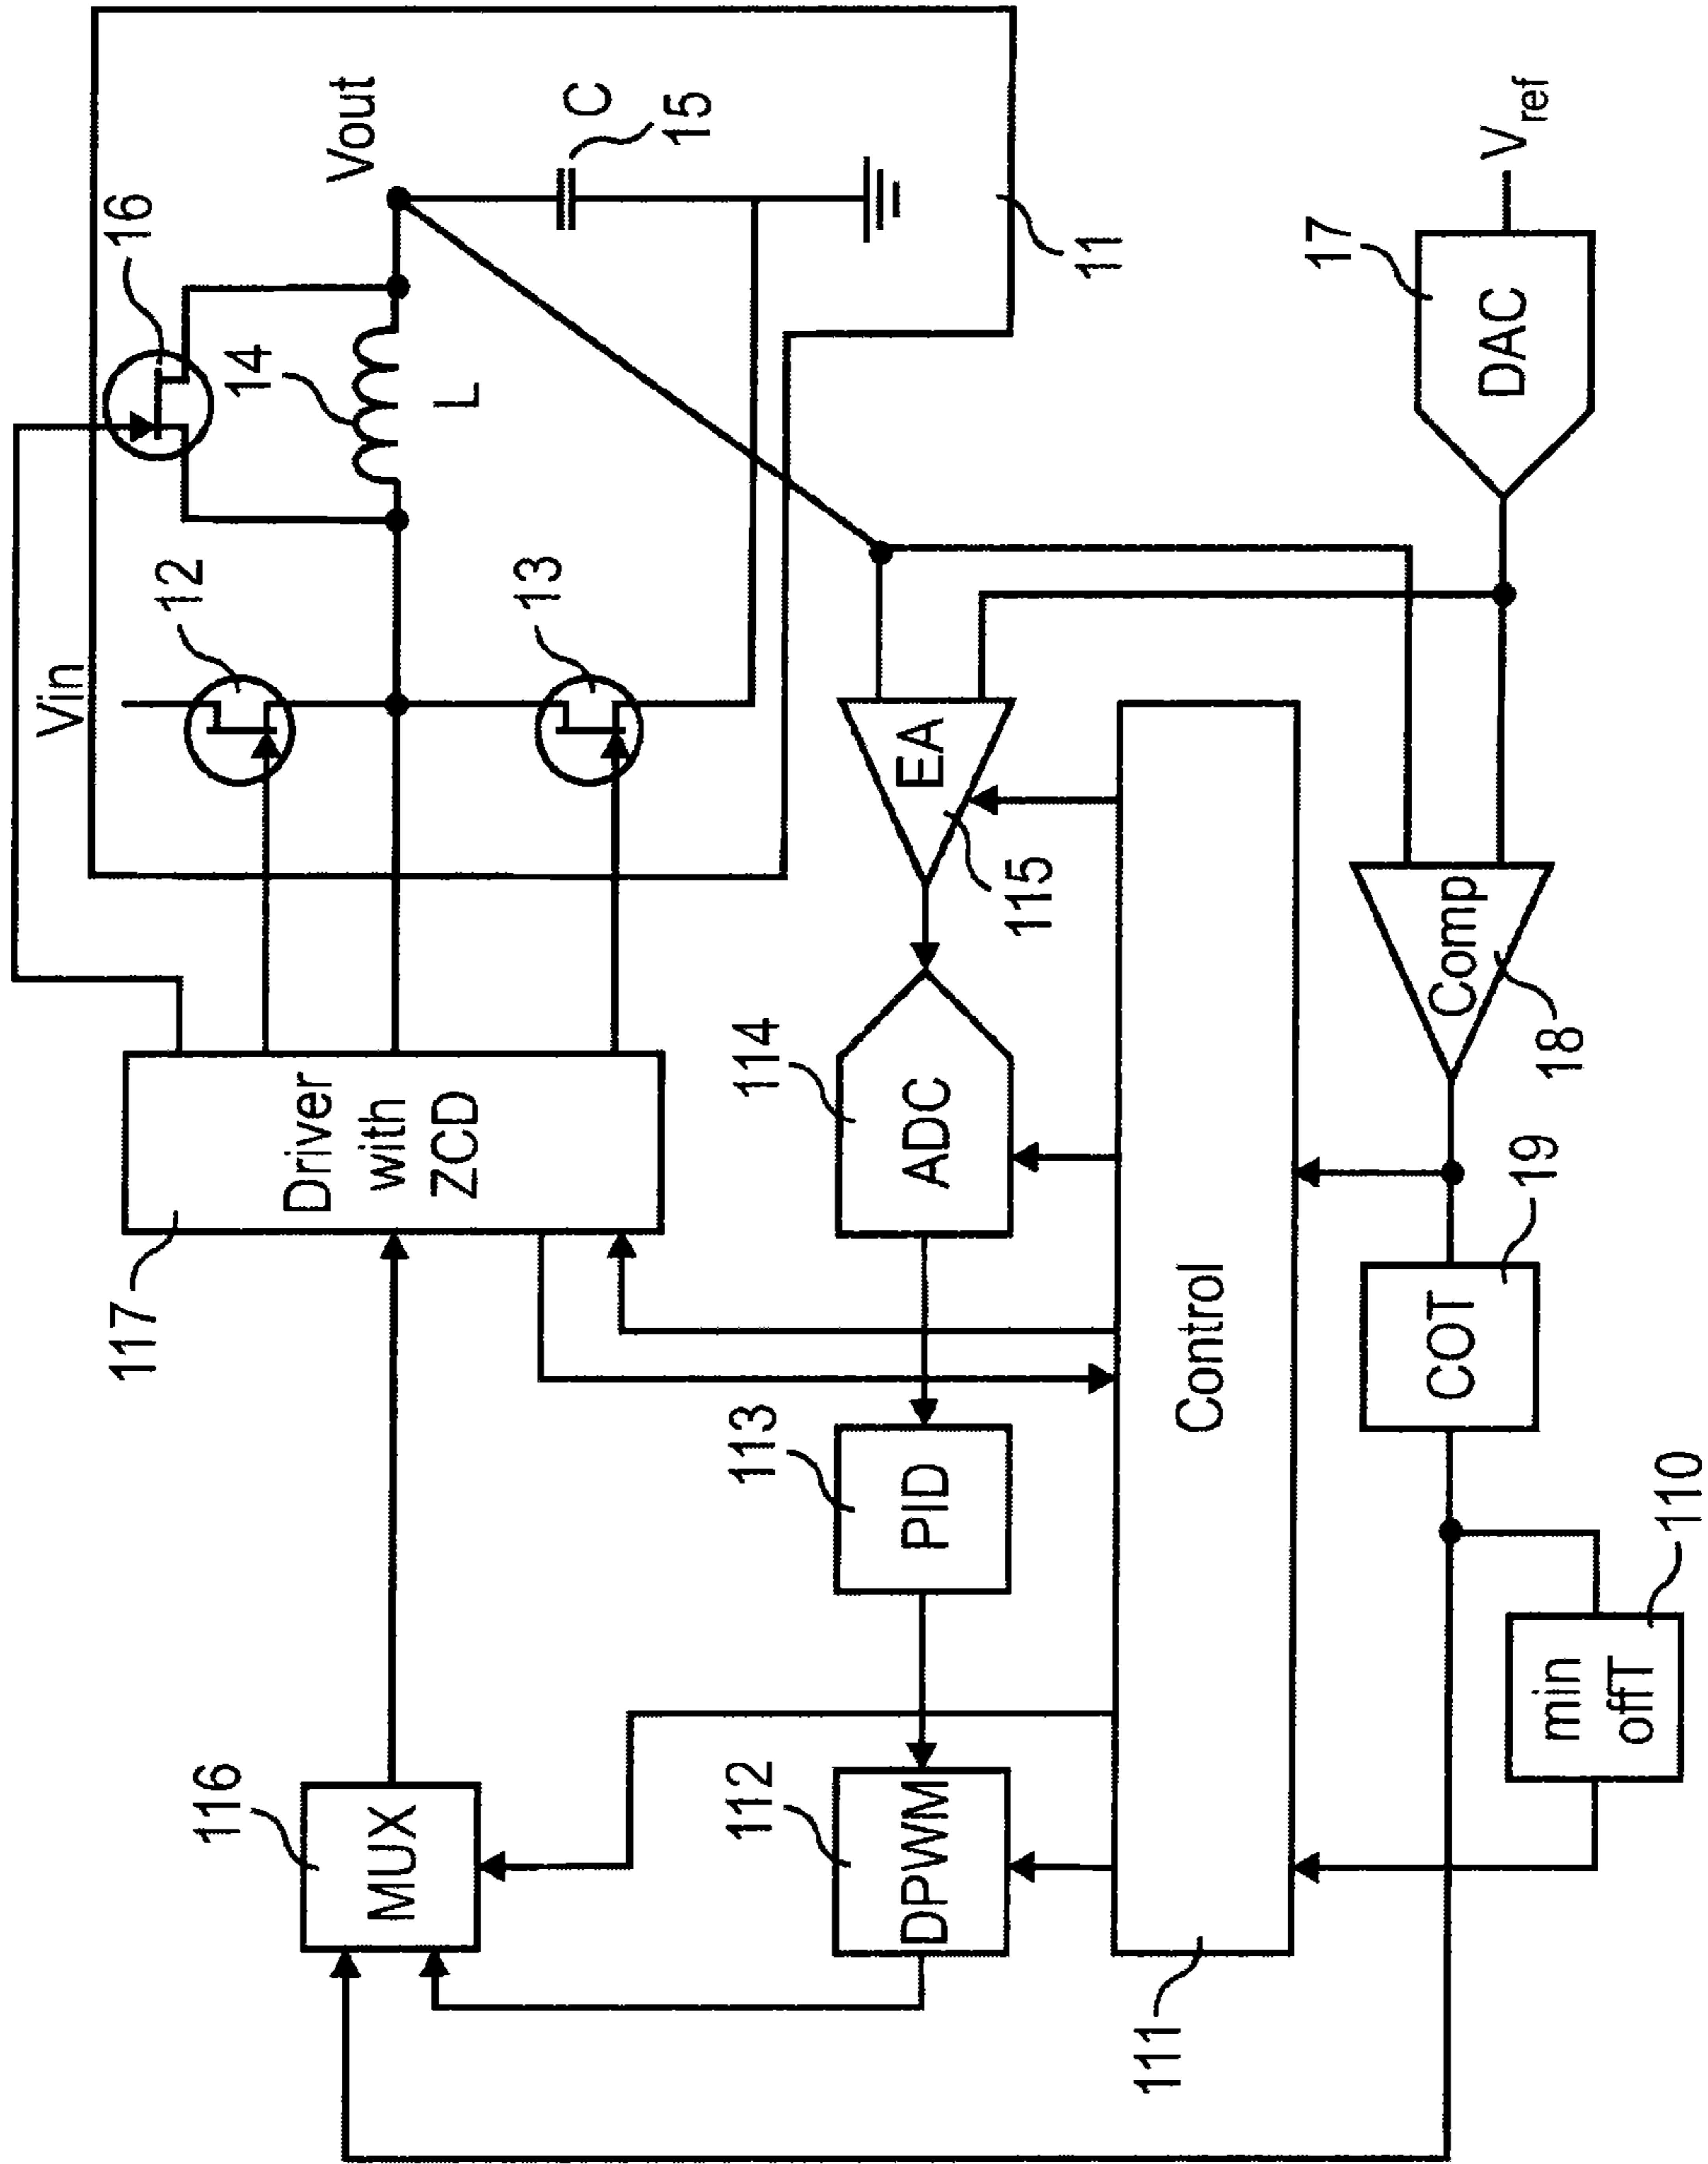 Vin
12
16
14
L
Vout
C
15
13
11
117
Driver
with
ZCD
116
MUX
112
DPWM
113
PID
114
ADC
115
EA
17
DAC
Vref
111
Control
18
Comp
19
COT
110
min
offT